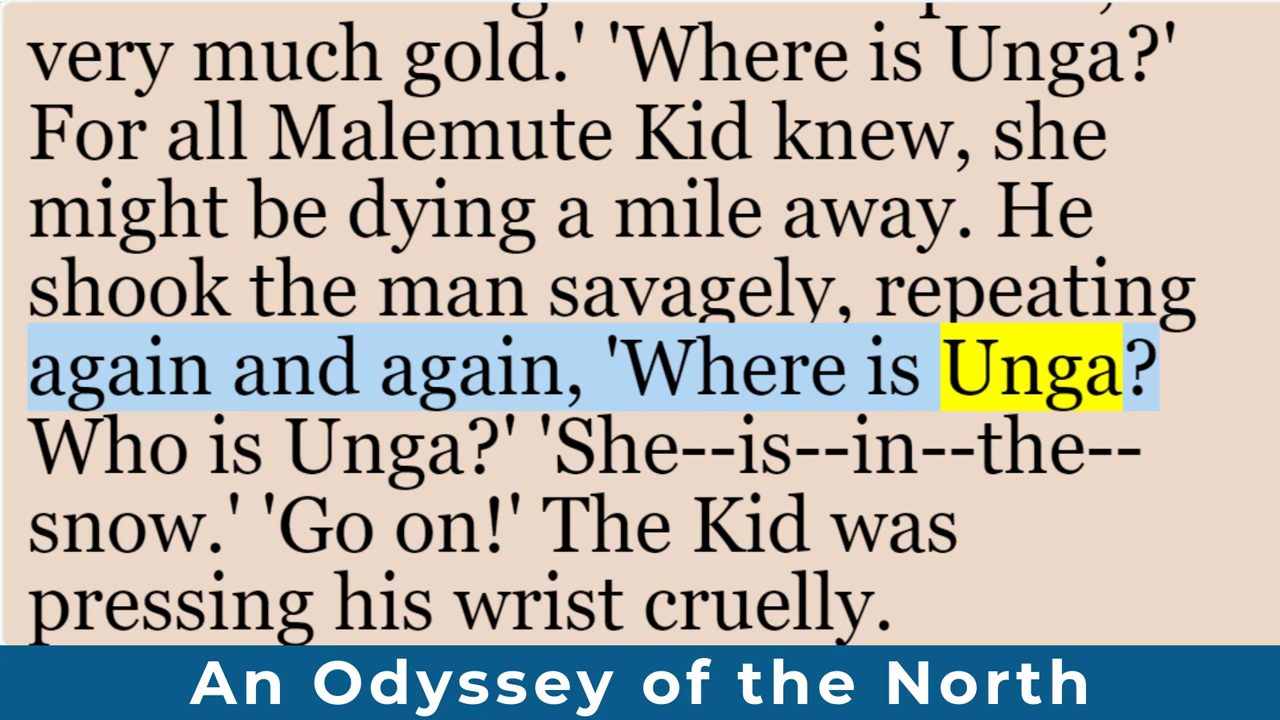 very much gold.' 'Where is Unga?'
For all Malemute Kid knew, she
might be dying a mile away. He
shook the man savagely, repeating
again and again, 'Where is Unga?
Who is Unga?' 'She--is--in--the--
snow.' 'Go on!' The Kid was
pressing his wrist cruelly.
An Odyssey of the North